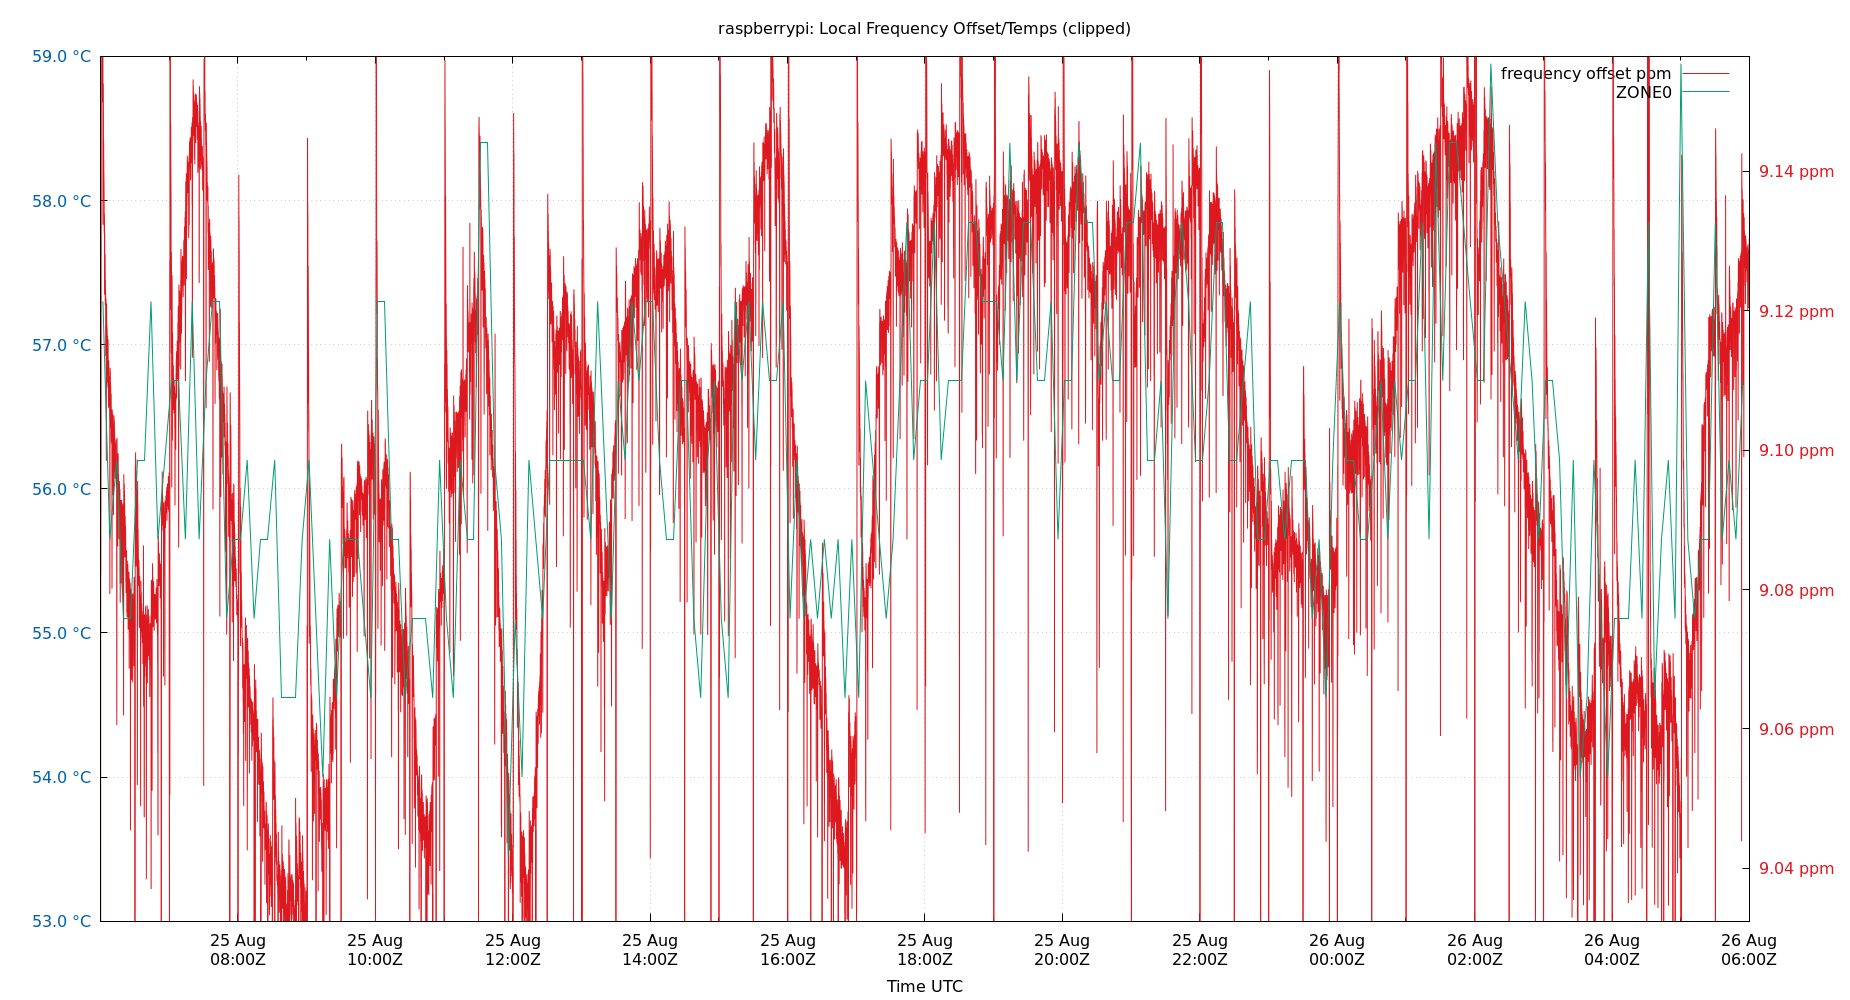 raspberrypi: Local Frequency Offset/Temps (clipped)
59.0 °C
58.0 °C
57.0 °C
56.0 °C
55.0 °C
54.0 °C
53.0 °C
frequency offset ppm
ZONE0
9.14 ppm
9.12 ppm
9.10 ppm
9.08 ppm
9.06 ppm
9.04 ppm
25 Aug 25 Aug 25 Aug 25 Aug 25 Aug 25 Aug 25 Aug 25 Aug 26 Aug 26 Aug 26 Aug 26 Aug
08:00Z 10:00Z 12:00Z 14:00Z 16:00Z 18:00Z 20:00Z 22:00Z 00:00Z 02:00Z 04:00Z 06:00Z
Time UTC